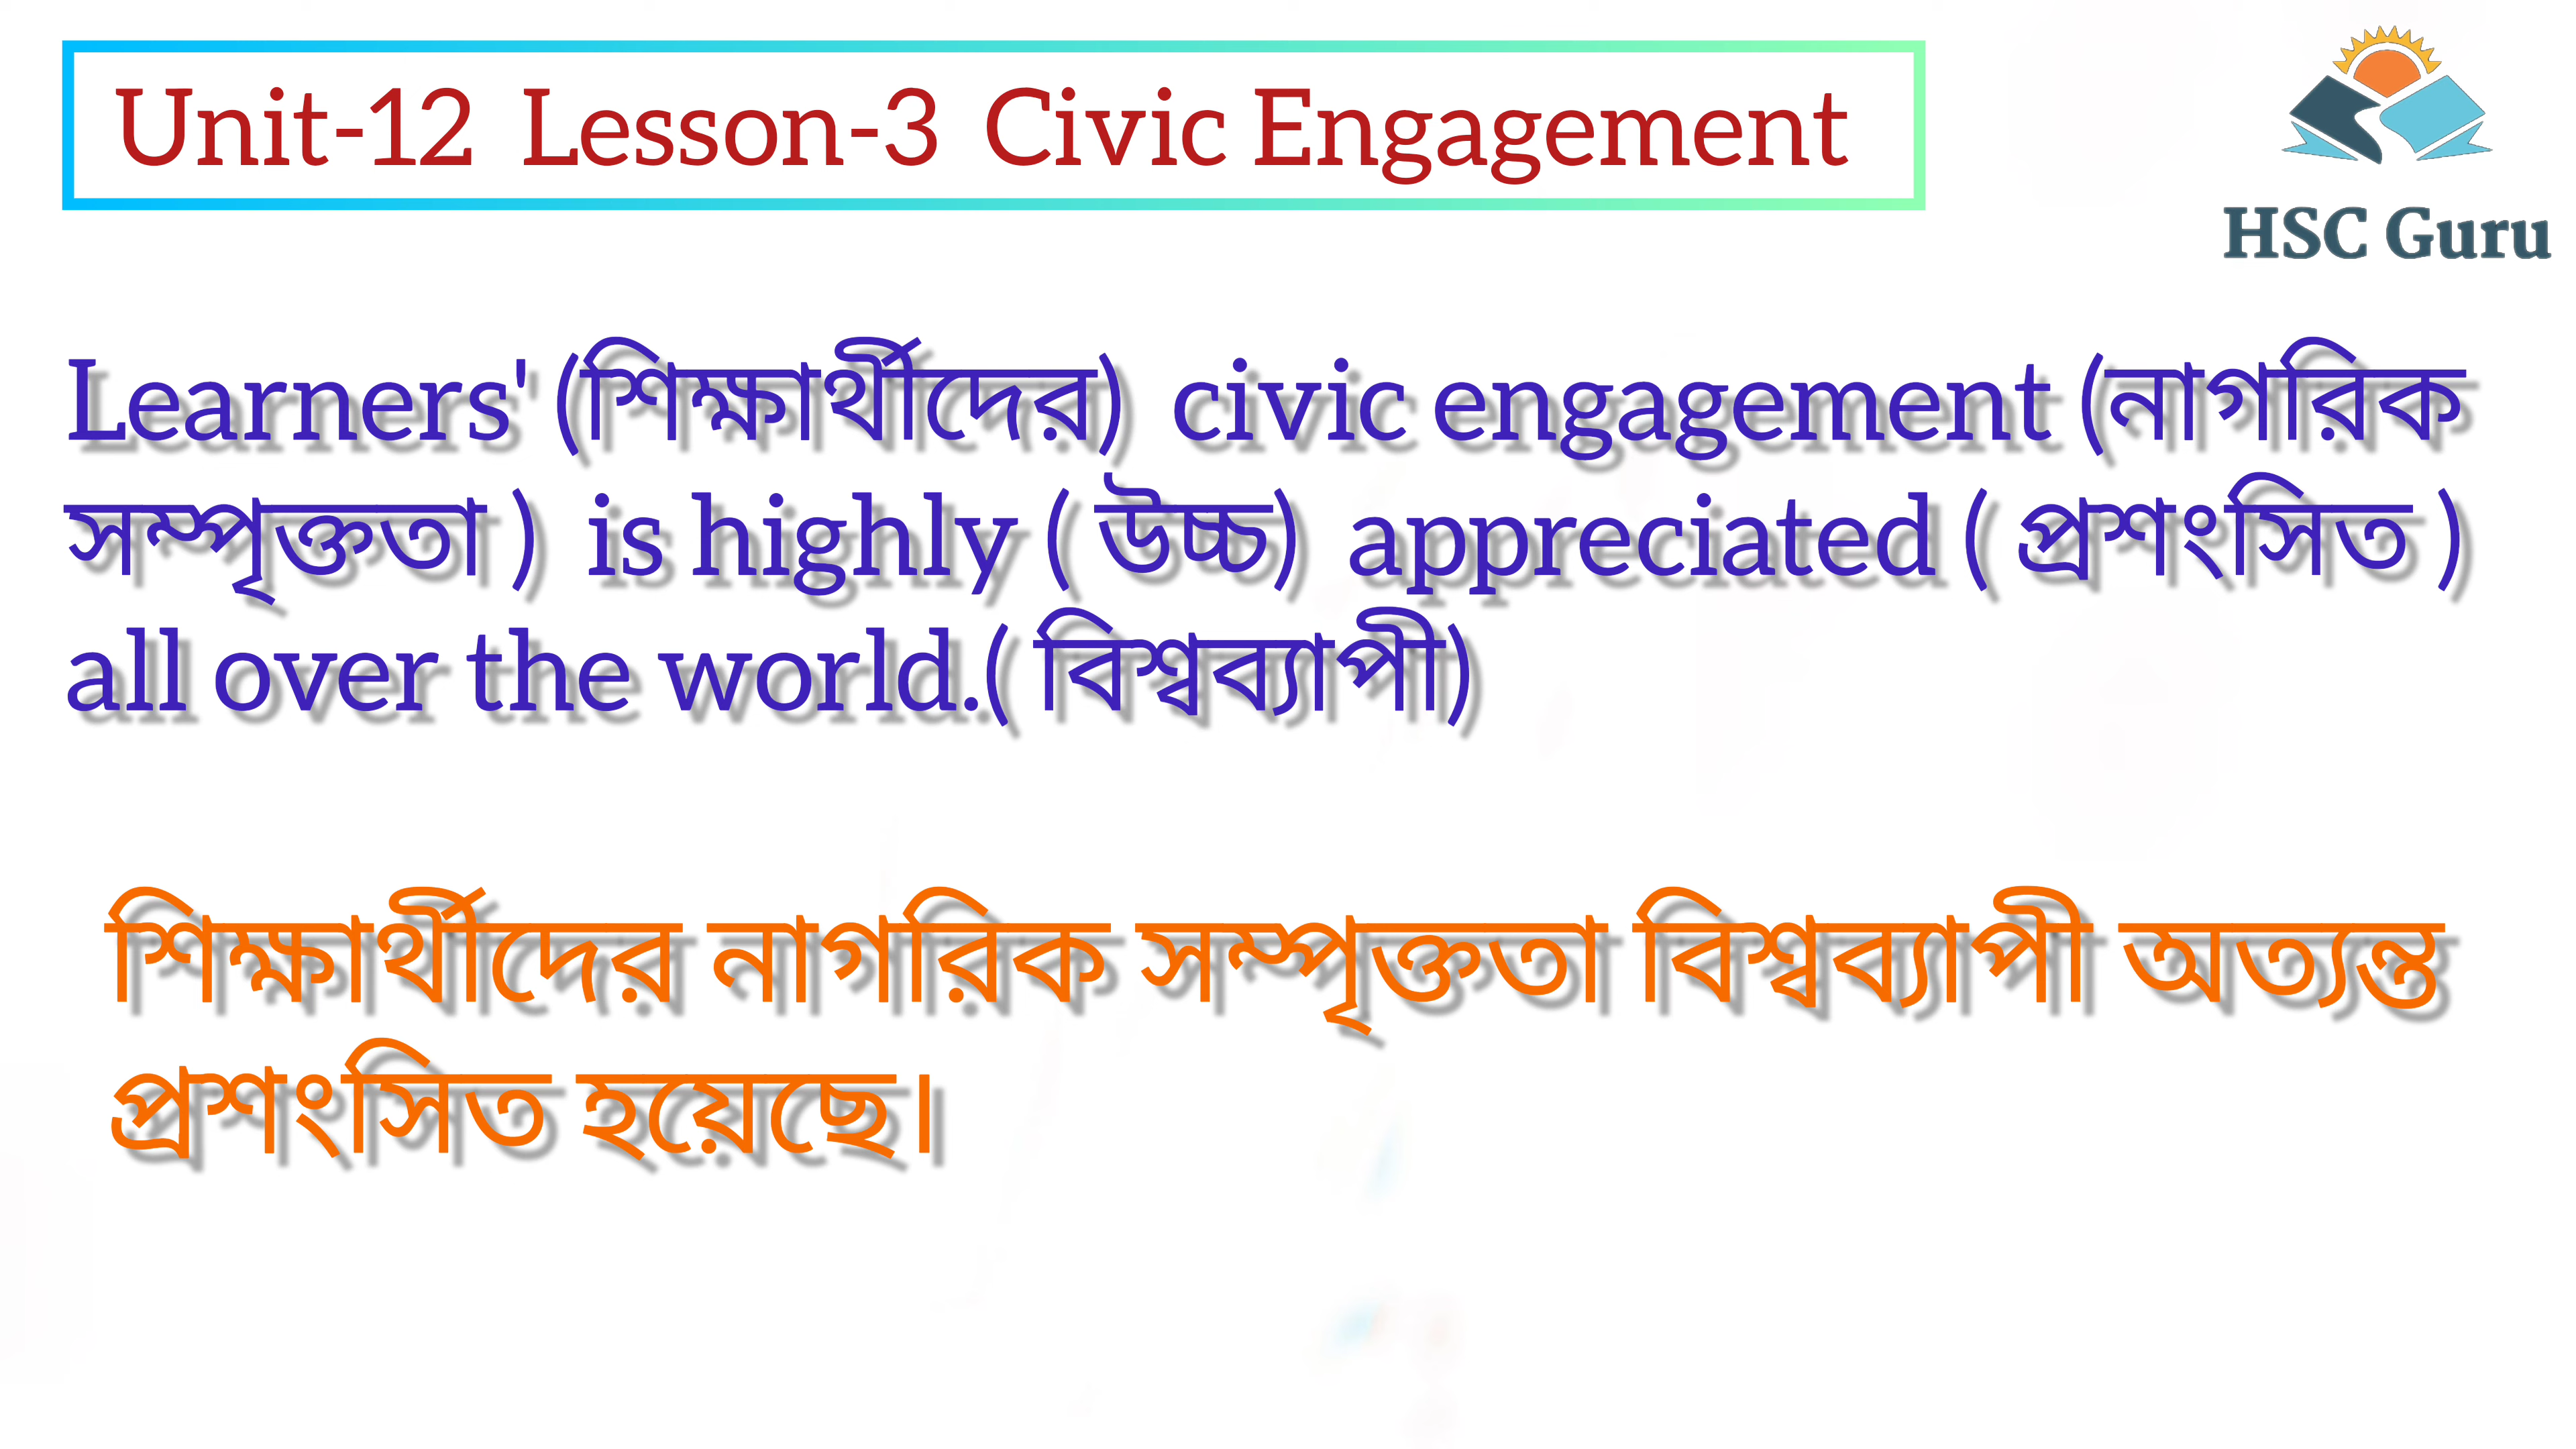 Unit-12 Lesson-3 Civic Engagement
HSC Guru
Learners' (শিক্ষার্থীদের) civic engagement (নাগরিক
সম্পৃক্ততা ) is highly ( উচ্চ) appreciated ( প্রশংসিত )
all over the world.( বিশ্বব্যাপী)
শিক্ষার্থীদের নাগরিক সম্পৃক্ততা বিশ্বব্যাপী অত্যন্ত
প্রশংসিত হয়েছে।